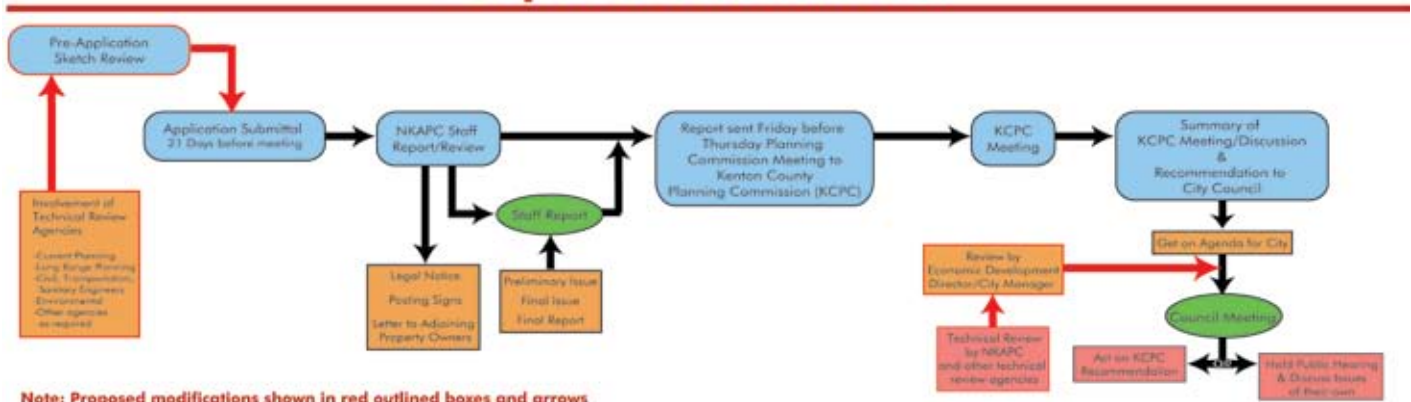 Pre-Application
Sketch Review
Application Submittal
21 Days before meeting
NKAPC Staff
Report/Review
Report sent Friday before
Thursday Planning
Commission Meeting to
Kenton County
Planning Commission (KCPC)
KCPC
Meeting
Summary of
KCPC Meeting/Discussion
&
Recommendation to
City Council
Involvement of
Technical Review
Agencies
-Current Planning
-Long Range Planning
-Civil, Transportation,
Sanitary Engineers
-Environmental
-Other agencies
as required
Staff Report
Legal Notice
Posting Signs
Letter to Adjoining
Property Owners
Preliminary Issue
Final Issue
Final Report
Get on Agenda for City
Review by
Economic Development
Director/City Manager
Council Meeting
Technical Review
by NKAPC
and other technical
review agencies
Act on KCPC
Recommendation
OR
Hold Public Hearing
& Discuss Issues
of their own
Note: Proposed modifications shown in red outlined boxes and arrows